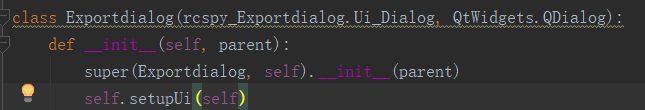 class Exportdialog(rcspy_Exportdialog.Ui_Dialog, QtWidgets.QDialog):
    def __init__(self, parent):
        super(Exportdialog, self).__init__(parent)
        self.setupUi(self)